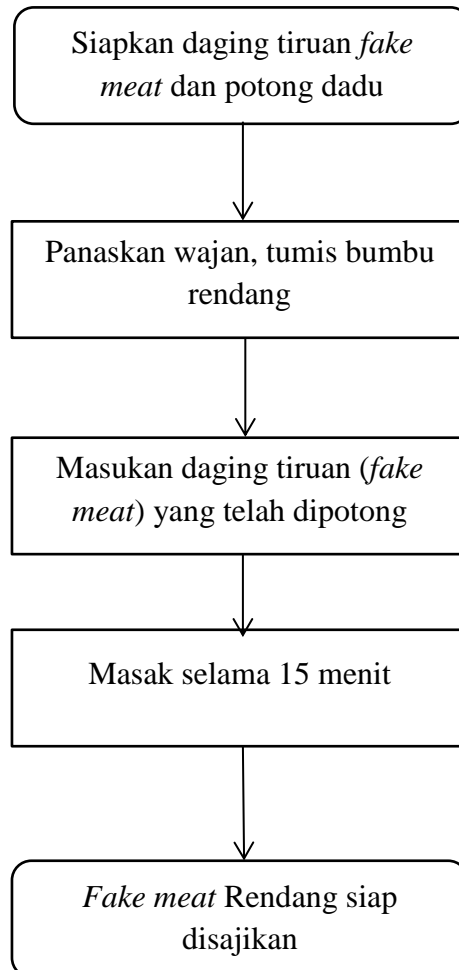 Siapkan daging tiruan fake
meat dan potong dadu
Panaskan wajan, tumis bumbu
rendang
Masukan daging tiruan (fake
meat) yang telah dipotong
Masak selama 15 menit
Fake meat Rendang siap
disajikan